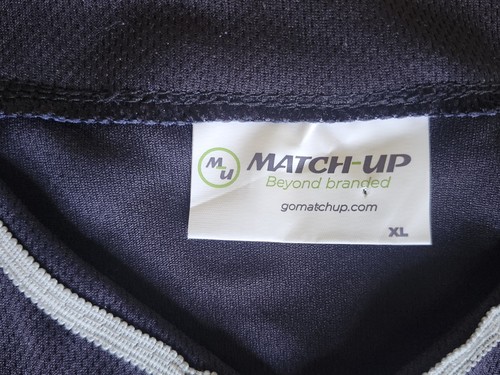 MU
MATCH-UP
Beyond branded
gomatchup.com
XL